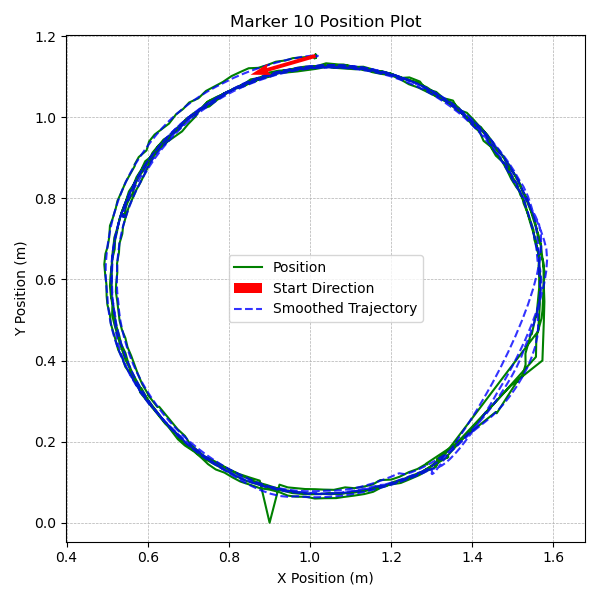 Marker 10 Position Plot
1.2
1.0
0.8
0.6
0.4
0.2
0.0
Y Position (m)
Position
Start Direction
Smoothed Trajectory
0.4 0.6 0.8 1.0 1.2 1.4 1.6
X Position (m)